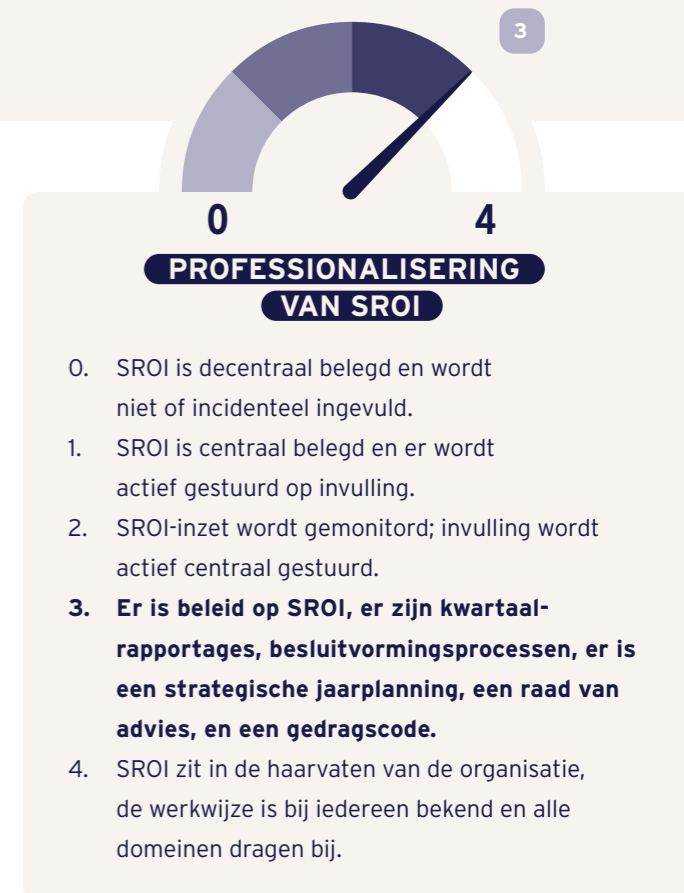 3
0 4
PROFESSIONALISERING
VAN SROI
0. SROI is decentraal belegd en wordt
niet of incidenteel ingevuld.
1. SROI is centraal belegd en er wordt
actief gestuurd op invulling.
2. SROI-inzet wordt gemonitord; invulling wordt
actief centraal gestuurd.
3. Er is beleid op SROI, er zijn kwartaal-
rapportages, besluitvormingsprocessen, er is
een strategische jaarplanning, een raad van
advies, en een gedragscode.
4. SROI zit in de haarvaten van de organisatie,
de werkwijze is bij iedereen bekend en alle
domeinen dragen bij.